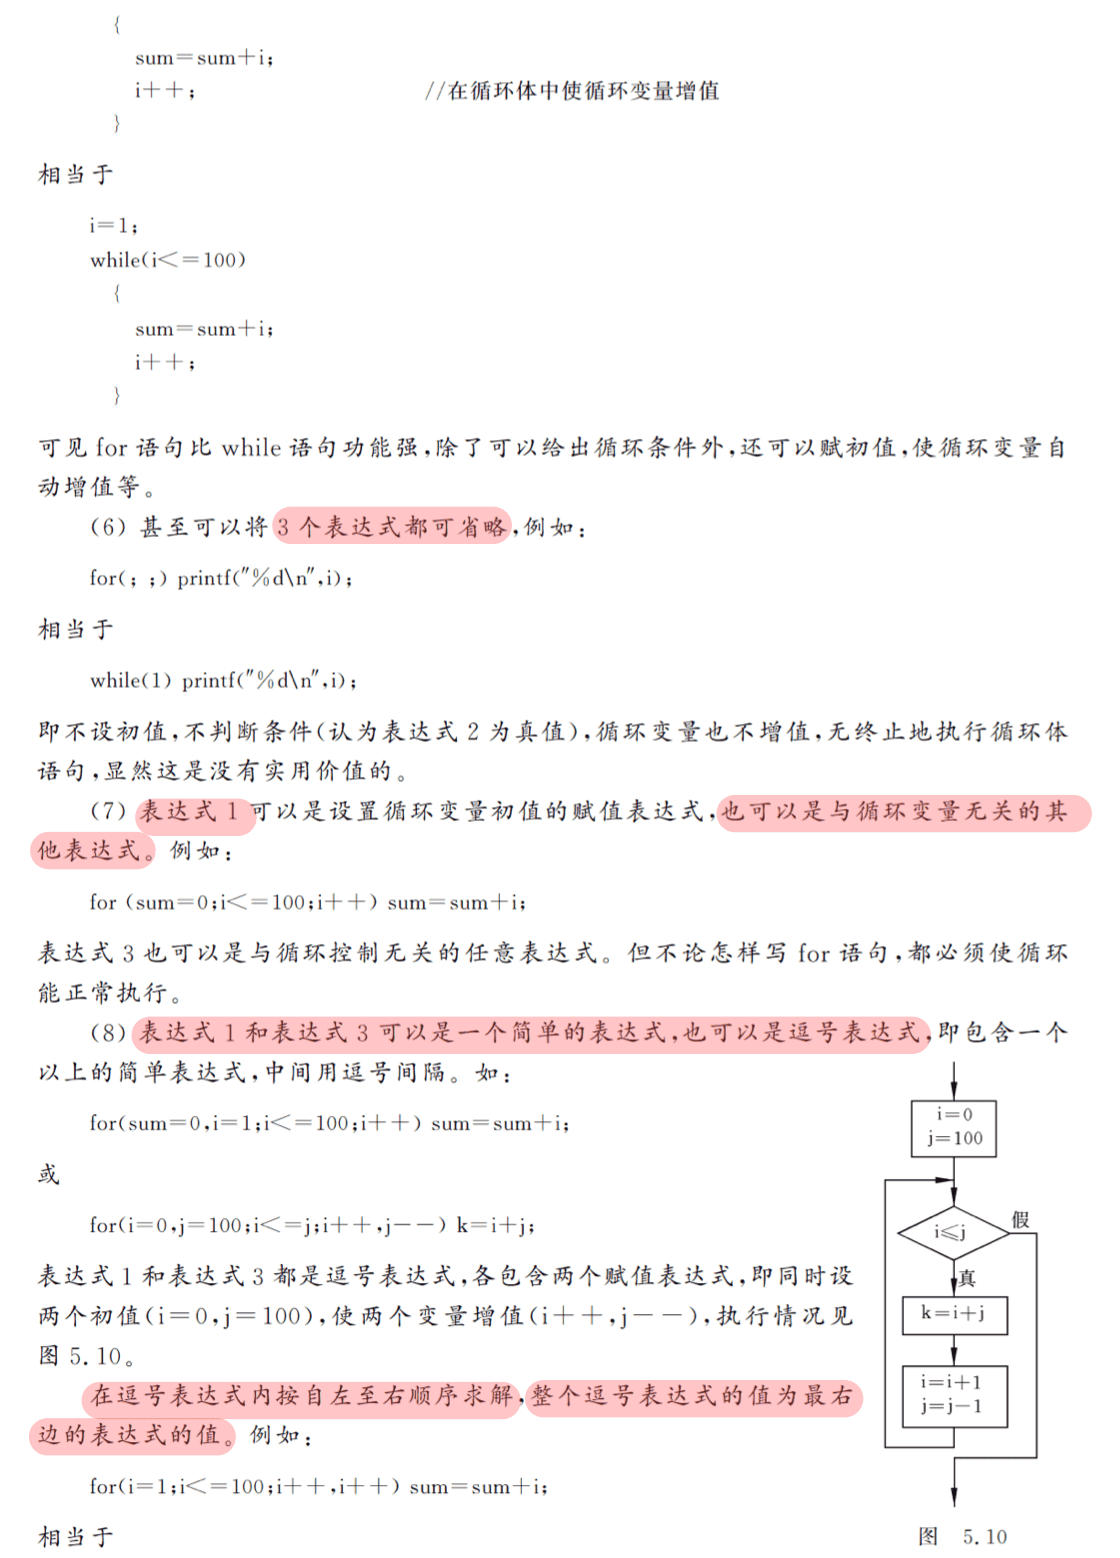 {
sum=sum+i;
i++; //在循环体中使循环变量增值
}
相当于
i=1;
while(i<=100)
{
sum=sum+i;
i++;
}
可见 for 语句比 while 语句功能强,除了可以给出循环条件外,还可以赋初值,使循环变量自
动增值等。
(6) 甚至可以将 3 个表达式都可省略,例如:
for(; ;) printf("%d\n",i);
相当于
while(1) printf("%d\n",i);
即不设初值,不判断条件(认为表达式 2 为真值),循环变量也不增值,无终止地执行循环体
语句,显然这是没有实用价值的。
(7) 表达式 1 可以是设置循环变量初值的赋值表达式,也可以是与循环变量无关的其
他表达式。例如:
for (sum=0;i<=100;i++) sum=sum+i;
表达式 3 也可以是与循环控制无关的任意表达式。但不论怎样写 for 语句,都必须使循环
能正常执行。
(8) 表达式 1 和表达式 3 可以是一个简单的表达式,也可以是逗号表达式,即包含一个
以上的简单表达式,中间用逗号间隔。如:
for(sum=0,i=1;i<=100;i++) sum=sum+i;
或
for(i=0,j=100;i<=j;i++,j--) k=i+j;
表达式 1 和表达式 3 都是逗号表达式,各包含两个赋值表达式,即同时设
两个初值(i=0,j=100),使两个变量增值(i++,j--),执行情况见
图 5.10。
在逗号表达式内按自左至右顺序求解,整个逗号表达式的值为最右
边的表达式的值。例如:
for(i=1;i<=100;i++,i++) sum=sum+i;
相当于
i=0
j=100
i≤j
假
真
k=i+j
i=i+1
j=j-1
图 5.10